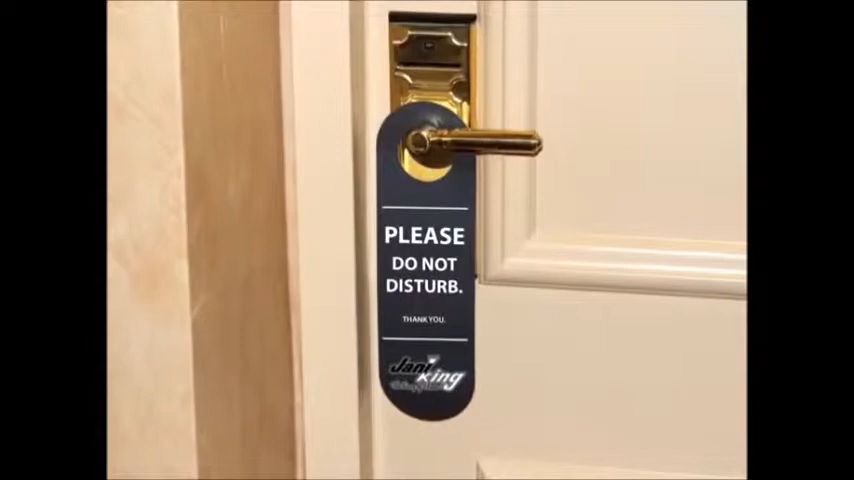 PLEASE
DO NOT
DISTURB.
THANK YOU.
Jani
King